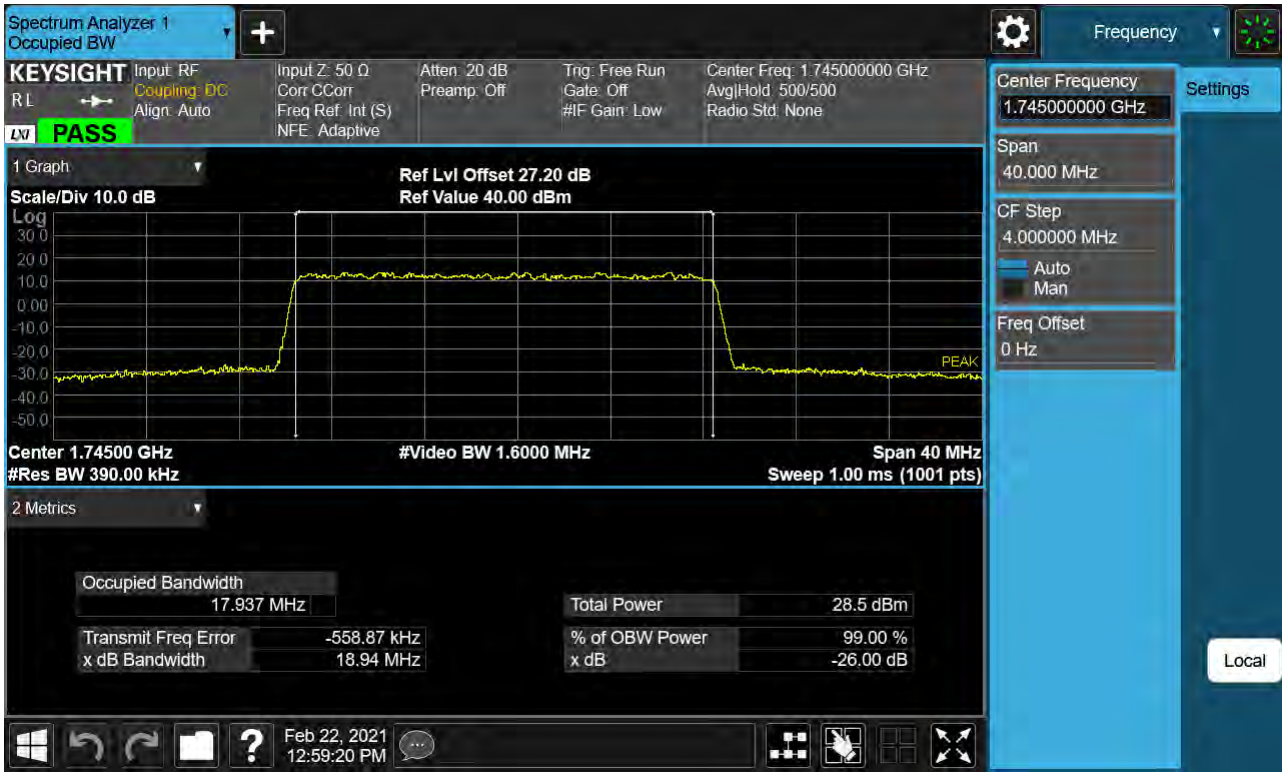 Spectrum Analyzer 1
Occupied BW
+
Frequency
KEYSIGHT
RL
LXI
PASS
Input: RF
Coupling: DC
Align: Auto
Input Z: 50 Ω
Corr CCorr
Freq Ref: Int (S)
NFE: Adaptive
Atten: 20 dB
Preamp: Off
Trig: Free Run
Gate: Off
#IF Gain: Low
Center Freq: 1.745000000 GHz
Avg|Hold: 500/500
Radio Std: None
Center Frequency
1.745000000 GHz
Settings
Span
40.000 MHz
CF Step
4.000000 MHz
Auto
Man
Freq Offset
0 Hz
1 Graph
Scale/Div 10.0 dB
Ref Lvl Offset 27.20 dB
Ref Value 40.00 dBm
Log
30.0
20.0
10.0
0.00
-10.0
-20.0
-30.0
-40.0
-50.0
PEAK
Center 1.74500 GHz
#Video BW 1.6000 MHz
Span 40 MHz
#Res BW 390.00 kHz
Sweep 1.00 ms (1001 pts)
2 Metrics
Occupied Bandwidth
17.937 MHz
Total Power 28.5 dBm
Transmit Freq Error -558.87 kHz
% of OBW Power 99.00 %
x dB Bandwidth 18.94 MHz
x dB -26.00 dB
Local
?
Feb 22, 2021
12:59:20 PM